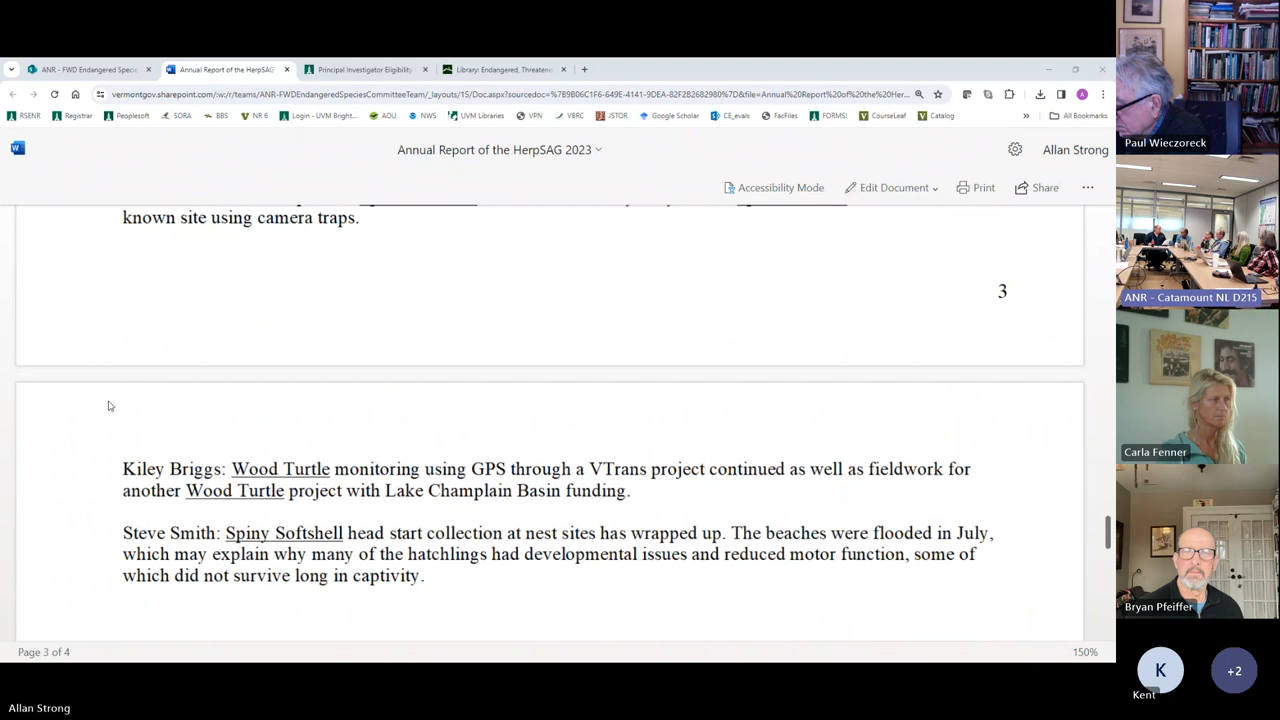 ANR - FWD Endangered Specie
Annual Report of the HerpSAG
Principal Investigator Eligibility
Library: Endangered, Threatene
vermontgov.sharepoint.com/:w:/r/teams/ANR-FWDEndangeredSpeciesCommitteeTeam/_layouts/15/Doc.aspx?sourcedoc=%7B9B06C1F6-649E-4141-9DEA-82F2B2682980%7D&file=Annual%20Report%20of%20the%20Her...
RSENR
Registrar
Peoplesoft
SORA
BBS
NR 6
Login - UVM Bright...
AOU
NWS
UVM Libraries
VPN
VBRC
JSTOR
Google Scholar
CE_evals
FacFiles
FORMS!
CourseLeaf
Catalog
»
All Bookmarks
Annual Report of the HerpSAG 2023
Allan Strong
Accessibility Mode
Edit Document
Print
Share
known site using camera traps.
3
Kiley Briggs: Wood Turtle monitoring using GPS through a VTrans project continued as well as fieldwork for
another Wood Turtle project with Lake Champlain Basin funding.
Steve Smith: Spiny Softshell head start collection at nest sites has wrapped up. The beaches were flooded in July,
which may explain why many of the hatchlings had developmental issues and reduced motor function, some of
which did not survive long in captivity.
Page 3 of 4
150%
Allan Strong
Paul Wieczoreck
ANR - Catamount NL D215
Carla Fenner
Bryan Pfeiffer
K
Kent
+2